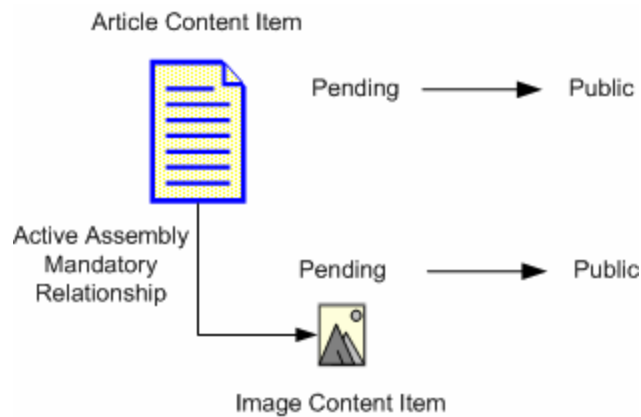 Article Content Item
Pending
Public
Active Assembly
Mandatory
Relationship
Pending
Public
Image Content Item